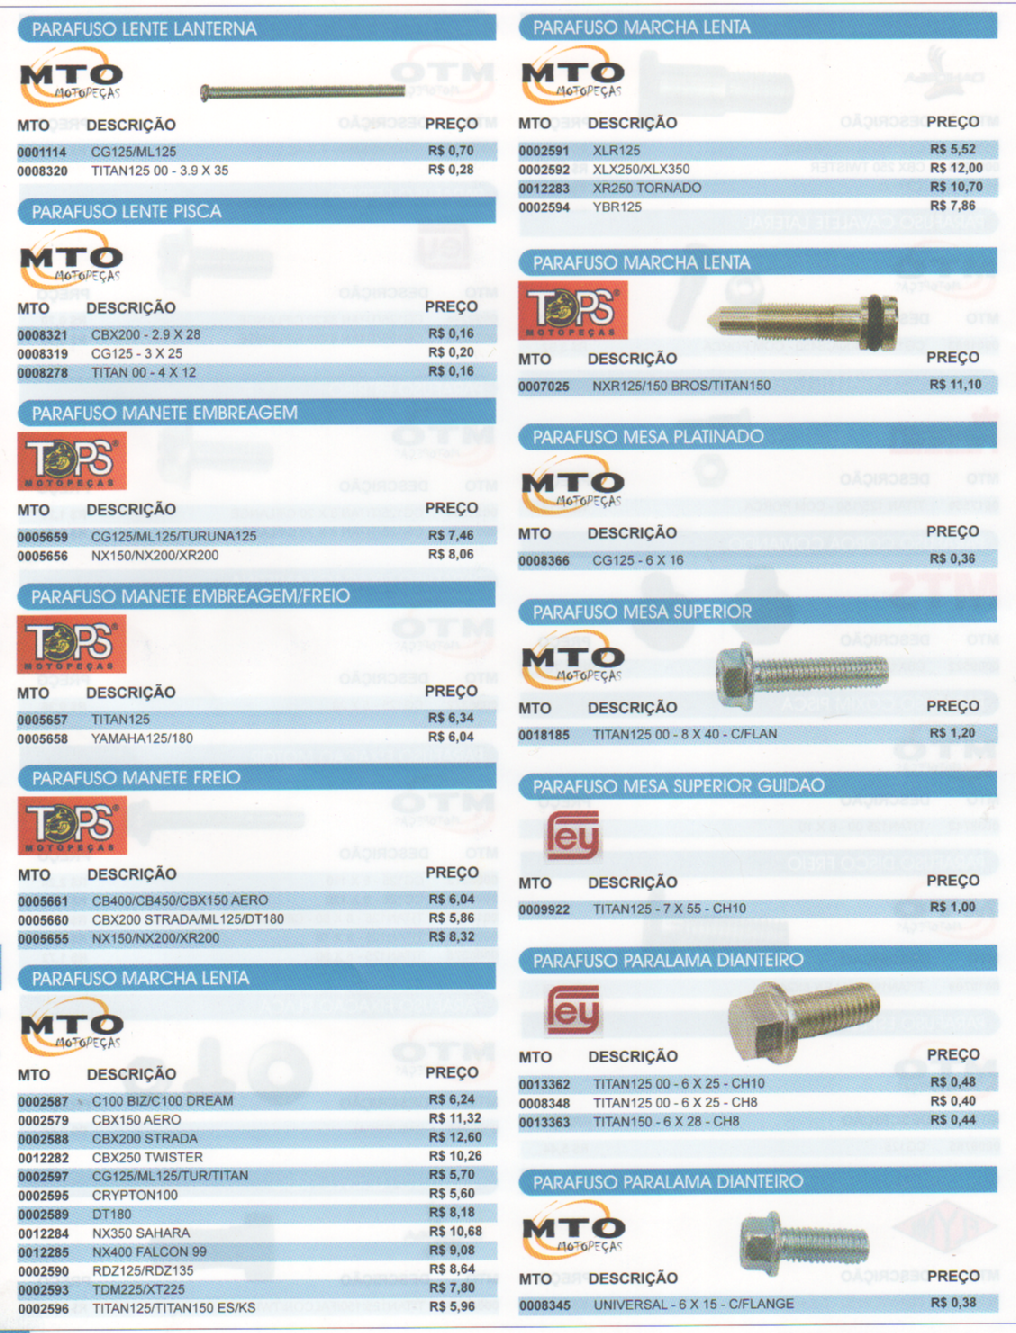 PARAFUSO LENTE LANTERNA
MTO
MOTOPEÇAS
MTO DESCRIÇÃO PREÇO
0001114 CG125/ML125 R$ 0,70
0008320 TITAN125 00 - 3.9 X 35 R$ 0,28
PARAFUSO LENTE PISCA
MTO
MOTOPEÇAS
MTO DESCRIÇÃO PREÇO
0008321 CBX200 - 2.9 X 28 R$ 0,16
0008319 CG125 - 3 X 25 R$ 0,20
0008278 TITAN 00 - 4 X 12 R$ 0,16
PARAFUSO MANETE EMBREAGEM
TOPS
MOTOPEÇAS
MTO DESCRIÇÃO PREÇO
0005659 CG125/ML125/TURUNA125 R$ 7,46
0005656 NX150/NX200/XR200 R$ 8,06
PARAFUSO MANETE EMBREAGEM/FREIO
TOPS
MOTOPEÇAS
MTO DESCRIÇÃO PREÇO
0005657 TITAN125 R$ 6,34
0005658 YAMAHA125/180 R$ 6,04
PARAFUSO MANETE FREIO
TOPS
MOTOPEÇAS
MTO DESCRIÇÃO PREÇO
0005661 CB400/CB450/CBX150 AERO R$ 6,04
0005660 CBX200 STRADA/ML125/DT180 R$ 5,86
0005655 NX150/NX200/XR200 R$ 8,32
PARAFUSO MARCHA LENTA
MTO
MOTOPEÇAS
MTO DESCRIÇÃO PREÇO
0002587 C100 BIZ/C100 DREAM R$ 6,24
0002579 CBX150 AERO R$ 11,32
0002588 CBX200 STRADA R$ 12,60
0012282 CBX250 TWISTER R$ 10,26
0002597 CG125/ML125/TUR/TITAN R$ 5,70
0002595 CRYPTON100 R$ 5,60
0002589 DT180 R$ 8,18
0012284 NX350 SAHARA R$ 10,68
0012285 NX400 FALCON 99 R$ 9,08
0002590 RDZ125/RDZ135 R$ 8,64
0002593 TDM225/XT225 R$ 7,80
0002596 TITAN125/TITAN150 ES/KS R$ 5,96
PARAFUSO MARCHA LENTA
MTO
MOTOPEÇAS
MTO DESCRIÇÃO PREÇO
0002591 XLR125 R$ 5,52
0002592 XLX250/XLX350 R$ 12,00
0012283 XR250 TORNADO R$ 10,70
0002594 YBR125 R$ 7,86
PARAFUSO MARCHA LENTA
TOPS
MOTOPEÇAS
MTO DESCRIÇÃO PREÇO
0007025 NXR125/150 BROS/TITAN150 R$ 11,10
PARAFUSO MESA PLATINADO
MTO
MOTOPEÇAS
MTO DESCRIÇÃO PREÇO
0008366 CG125 - 6 X 16 R$ 0,36
PARAFUSO MESA SUPERIOR
MTO
MOTOPEÇAS
MTO DESCRIÇÃO PREÇO
0018185 TITAN125 00 - 8 X 40 - C/FLAN R$ 1,20
PARAFUSO MESA SUPERIOR GUIDAO
fey
MTO DESCRIÇÃO PREÇO
0009922 TITAN125 - 7 X 55 - CH10 R$ 1,00
PARAFUSO PARALAMA DIANTEIRO
fey
MTO DESCRIÇÃO PREÇO
0013362 TITAN125 00 - 6 X 25 - CH10 R$ 0,48
0008348 TITAN125 00 - 6 X 25 - CH8 R$ 0,40
0013363 TITAN150 - 6 X 28 - CH8 R$ 0,44
PARAFUSO PARALAMA DIANTEIRO
MTO
MOTOPEÇAS
MTO DESCRIÇÃO PREÇO
0008345 UNIVERSAL - 6 X 15 - C/FLANGE R$ 0,38